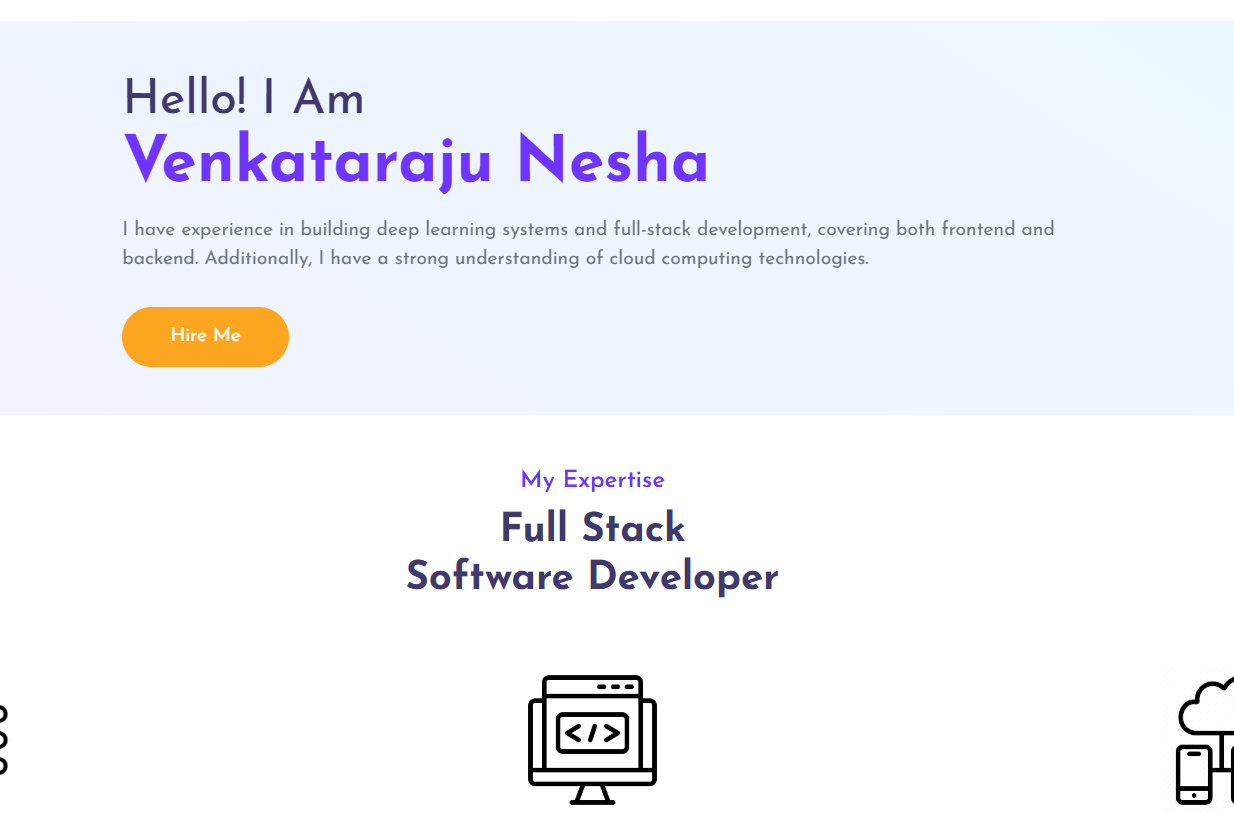 Hello! I Am
Venkataraju Nesha
I have experience in building deep learning systems and full-stack development, covering both frontend and
backend. Additionally, I have a strong understanding of cloud computing technologies.
Hire Me
My Expertise
Full Stack
Software Developer